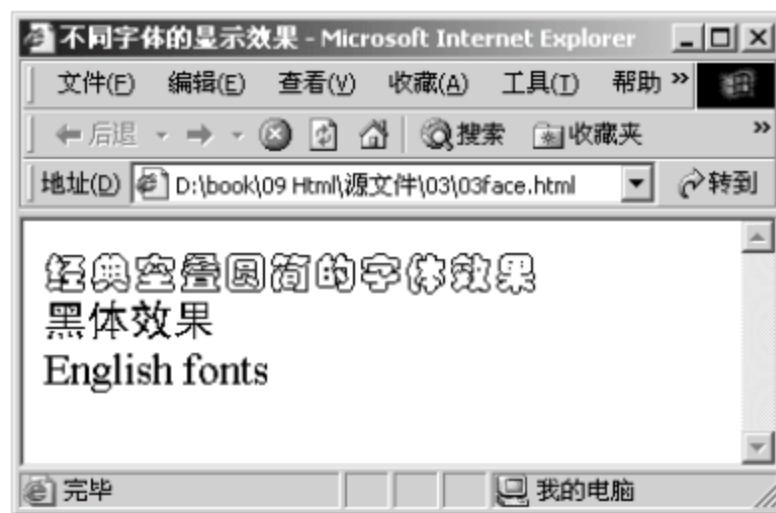 不同字体的显示效果 - Microsoft Internet Explorer
文件(F) 编辑(E) 查看(V) 收藏(A) 工具(T) 帮助 »
后退 搜索 收藏夹 »
地址(D) D:\book\09 Html\源文件\03\03face.html 转到
经典空叠圆简的字体效果
黑体效果
English fonts
完毕 我的电脑